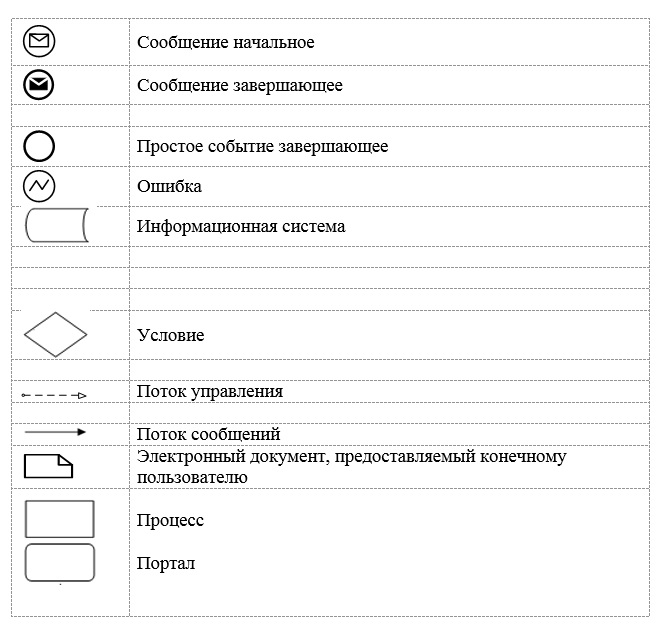 Сообщение начальное
Сообщение завершающее
Простое событие завершающее
Ошибка
Информационная система
Условие
Поток управления
Поток сообщений
Электронный документ, предоставляемый конечному
пользователю
Процесс
Портал